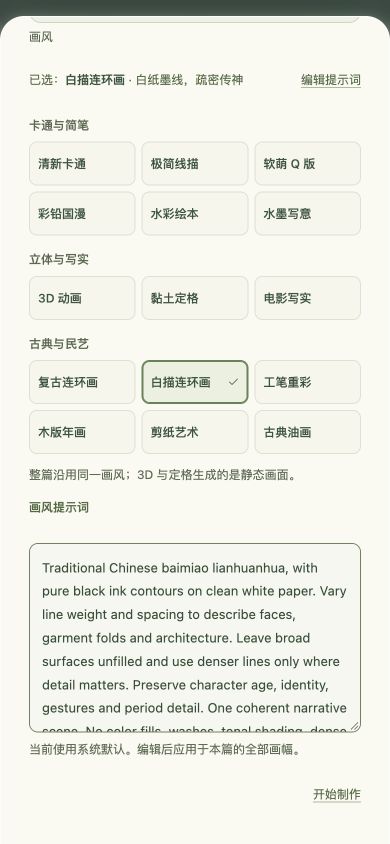 画风
已选：白描连环画 · 白纸墨线，疏密传神
编辑提示词
卡通与简笔
清新卡通
极简线描
软萌 Q 版
彩铅国漫
水彩绘本
水墨写意
立体与写实
3D 动画
黏土定格
电影写实
古典与民艺
复古连环画
白描连环画
工笔重彩
木版年画
剪纸艺术
古典油画
整篇沿用同一画风；3D 与定格生成的是静态画面。
画风提示词
Traditional Chinese baimiao lianhuanhua, with
pure black ink contours on clean white paper. Vary
line weight and spacing to describe faces,
garment folds and architecture. Leave broad
surfaces unfilled and use denser lines only where
detail matters. Preserve character age, identity,
gestures and period detail. One coherent narrative
scene. No color fills, washes, tonal shading, dense
当前使用系统默认。编辑后应用于本篇的全部画幅。
开始制作